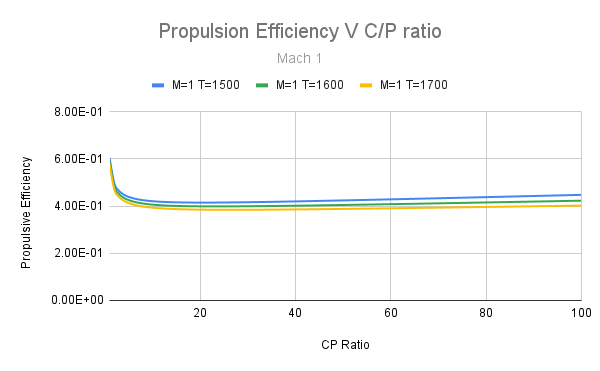 Propulsion Efficiency V C/P ratio
Mach 1
M=1 T=1500 M=1 T=1600 M=1 T=1700
8.00E-01
6.00E-01
4.00E-01
2.00E-01
0.00E+00
Propulsive Efficiency
20 40 60 80 100
CP Ratio